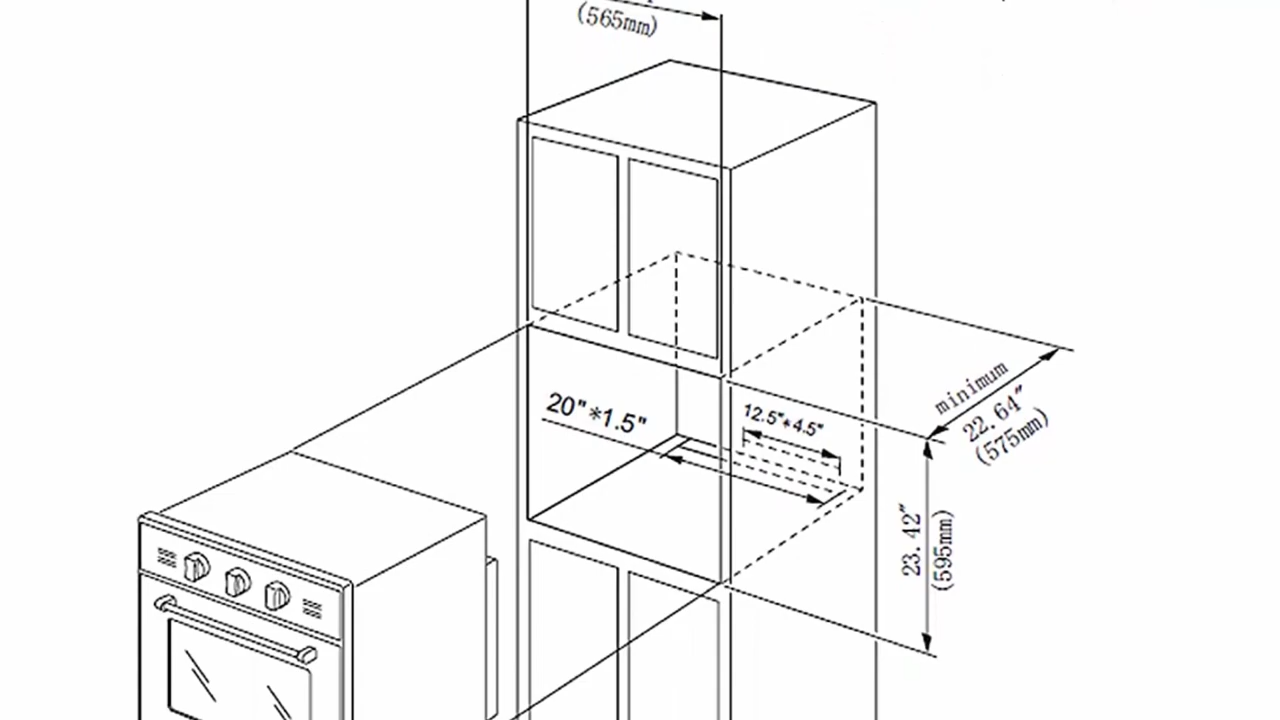 (565mm)
20"*1.5"
12.5"*4.5"
minimum
22.64"
(575mm)
23.42"
(595mm)